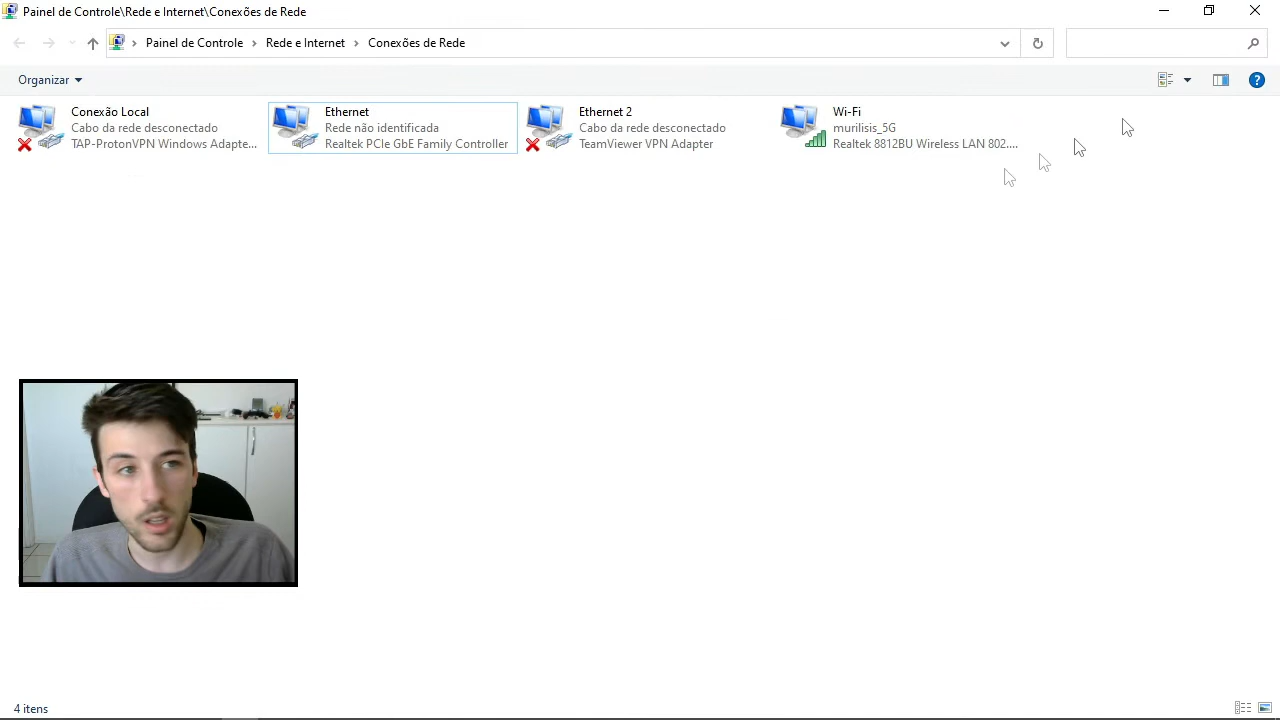 Painel de Controle\Rede e Internet\Conexões de Rede
Painel de Controle > Rede e Internet > Conexões de Rede
Organizar
Conexão Local
Cabo da rede desconectado
TAP-ProtonVPN Windows Adapte...
Ethernet
Rede não identificada
Realtek PCIe GbE Family Controller
Ethernet 2
Cabo da rede desconectado
TeamViewer VPN Adapter
Wi-Fi
murilisis_5G
Realtek 8812BU Wireless LAN 802....
4 itens